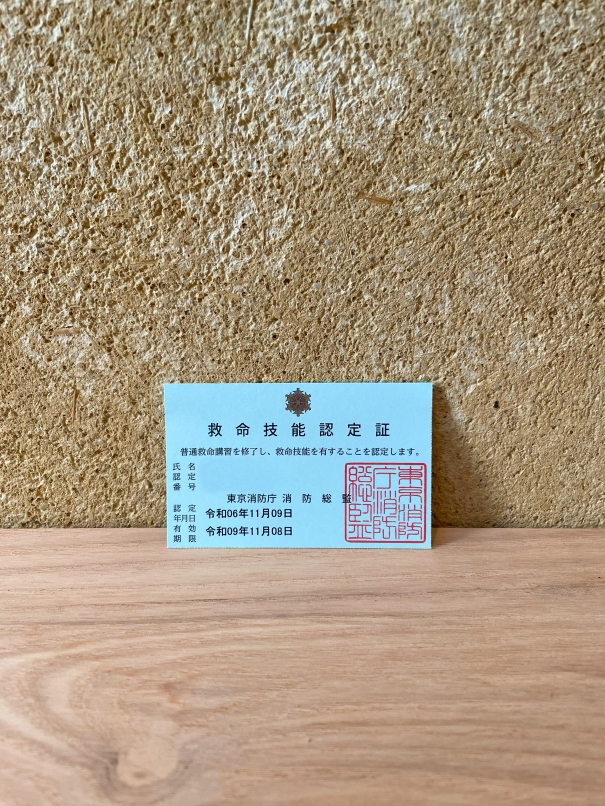 救命技能認定証
普通救命講習を修了し、救命技能を有することを認定します。
氏名
認定番号
東京消防庁 消防総監
認定年月日 令和06年11月09日
有効期限 令和09年11月08日
東京消防庁消防総監